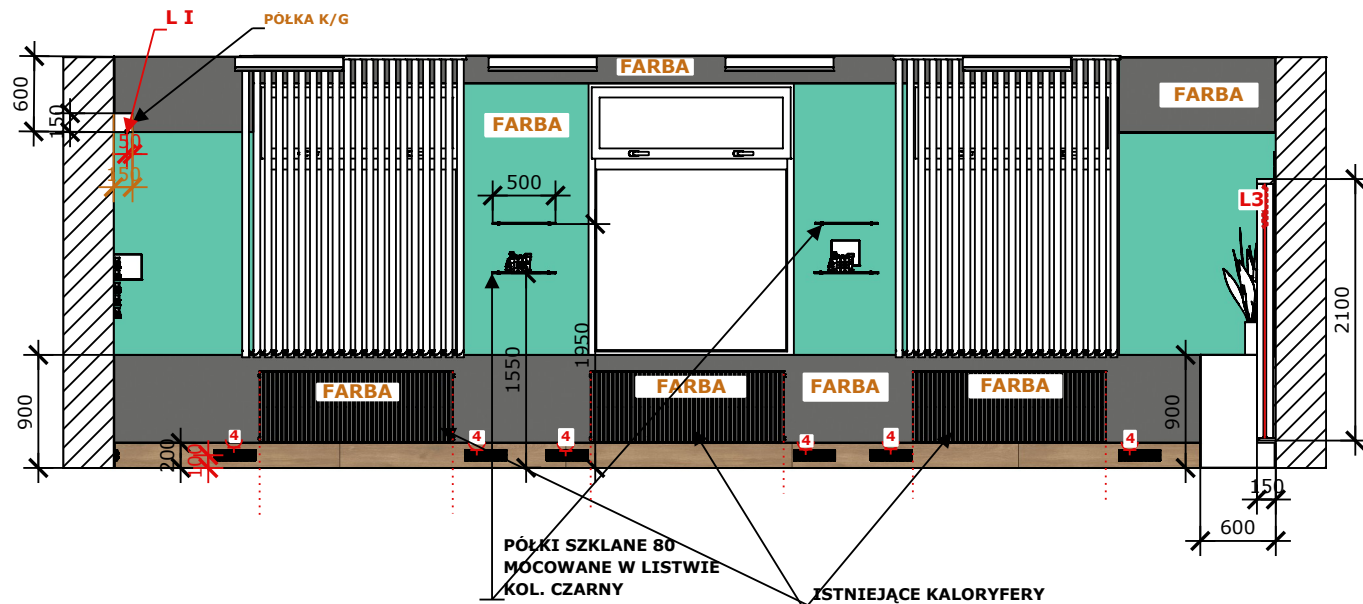 L I
PÓŁKA K/G
600
150
50
150
FARBA
FARBA
FARBA
500
L3
2100
1950
1550
900
FARBA
FARBA
FARBA
FARBA
900
200
100
4
4
4
4
4
4
150
600
PÓŁKI SZKLANE 80
MOCOWANE W LISTWIE
KOL. CZARNY
ISTNIEJĄCE KALORYFERY